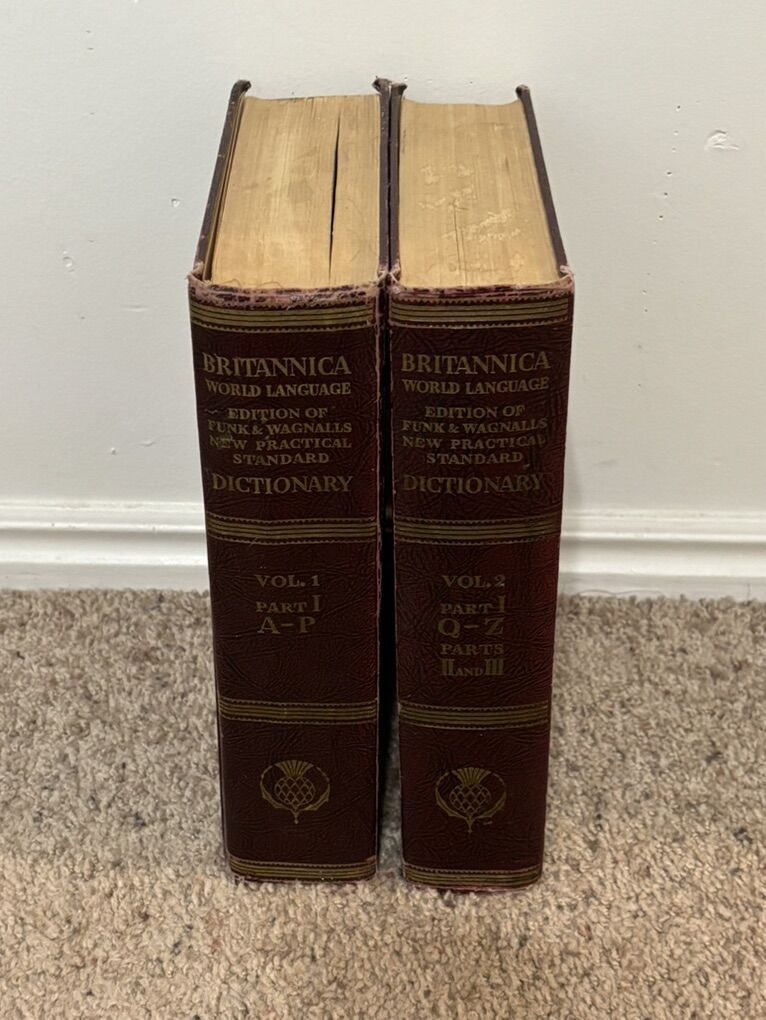 BRITANNICA
WORLD LANGUAGE
EDITION OF
FUNK & WAGNALLS
NEW PRACTICAL
STANDARD
DICTIONARY
VOL. 1
PART I
A-P
BRITANNICA
WORLD LANGUAGE
EDITION OF
FUNK & WAGNALLS
NEW PRACTICAL
STANDARD
DICTIONARY
VOL. 2
PART I
Q-Z
PARTS
II AND III